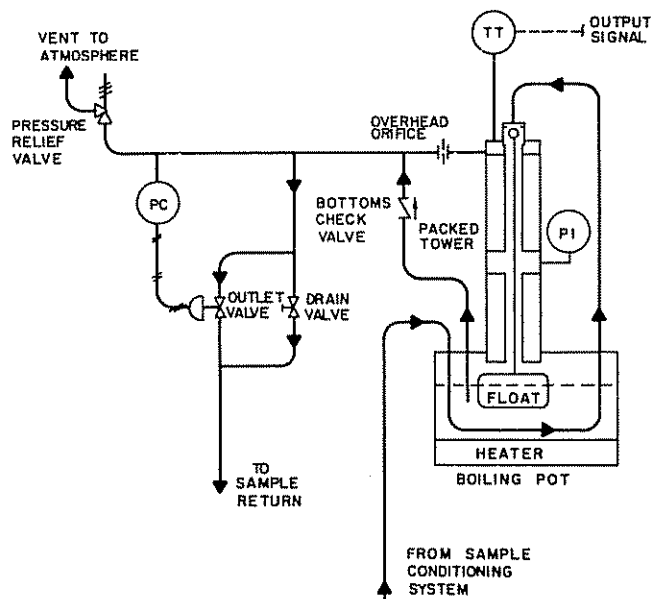 VENT TO
ATMOSPHERE
PRESSURE
RELIEF
VALVE
TT
OUTPUT
SIGNAL
OVERHEAD
ORIFICE
PC
BOTTOMS
CHECK
VALVE
PACKED
TOWER
PI
OUTLET
VALVE
DRAIN
VALVE
FLOAT
HEATER
BOILING POT
TO
SAMPLE
RETURN
FROM SAMPLE
CONDITIONING
SYSTEM